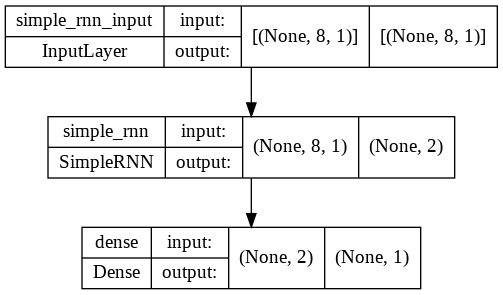 simple_rnn_input input: [(None, 8, 1)] [(None, 8, 1)]
InputLayer output:
simple_rnn input: (None, 8, 1) (None, 2)
SimpleRNN output:
dense input: (None, 2) (None, 1)
Dense output: